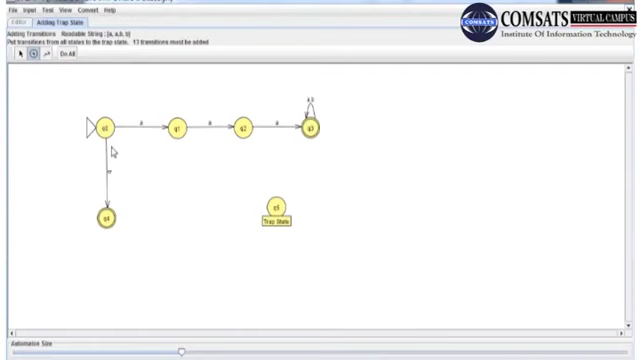 COMSATS VIRTUAL CAMPUS
Institute Of Information Technology
File Input Test View Convert Help
Editor Adding Trap State
Adding Transitions Readable String :
Put transitions from all states to the trap state. 13 transitions must be added
Do All
q0
q1
q2
q3
q4
q5
Trap State
Automaton Size